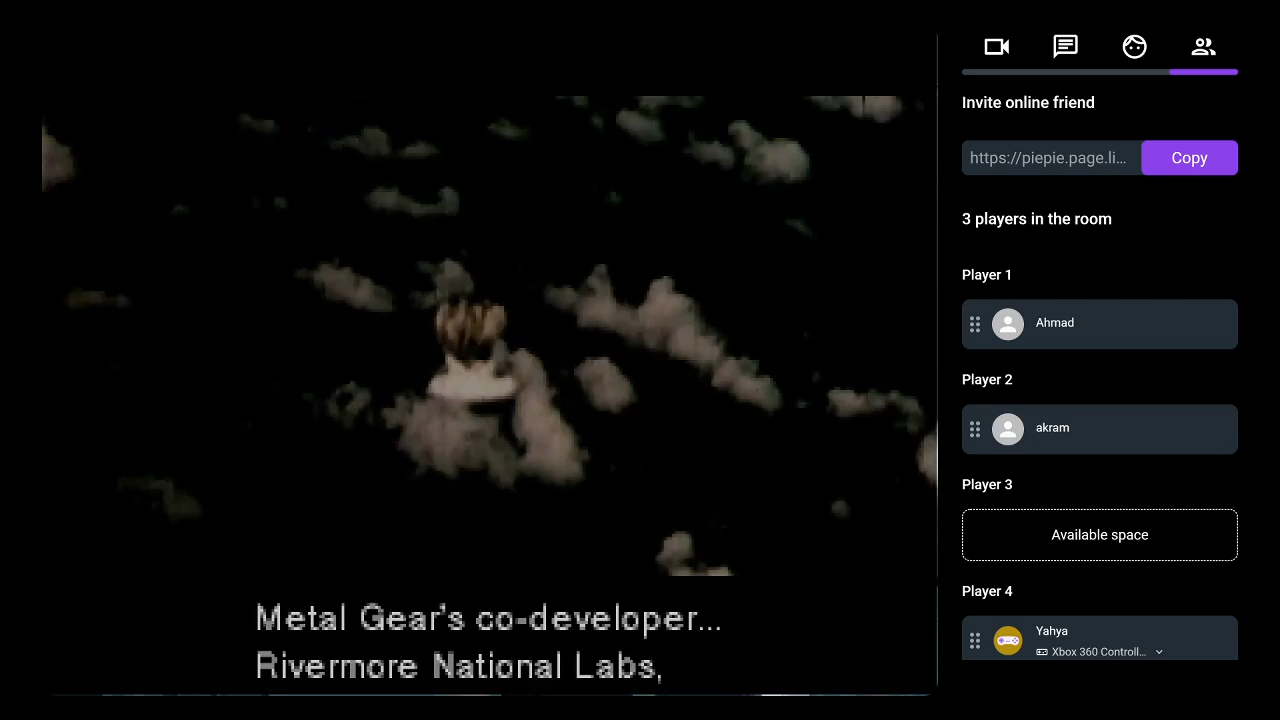 Metal Gear's co-developer...
Rivermore National Labs,
Invite online friend
https://piepie.page.li...
Copy
3 players in the room
Player 1
Ahmad
Player 2
akram
Player 3
Available space
Player 4
Yahya
Xbox 360 Controll...